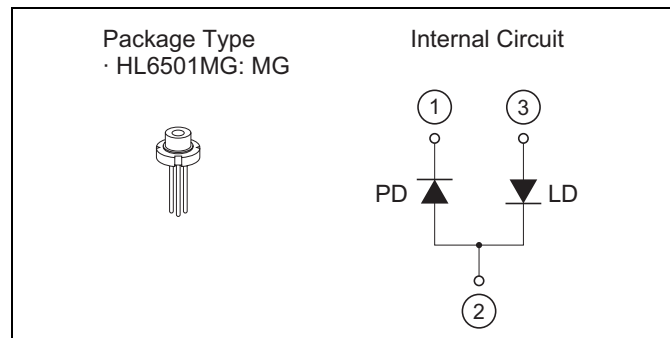 Package Type
· HL6501MG: MG
Internal Circuit
1
3
PD
LD
2